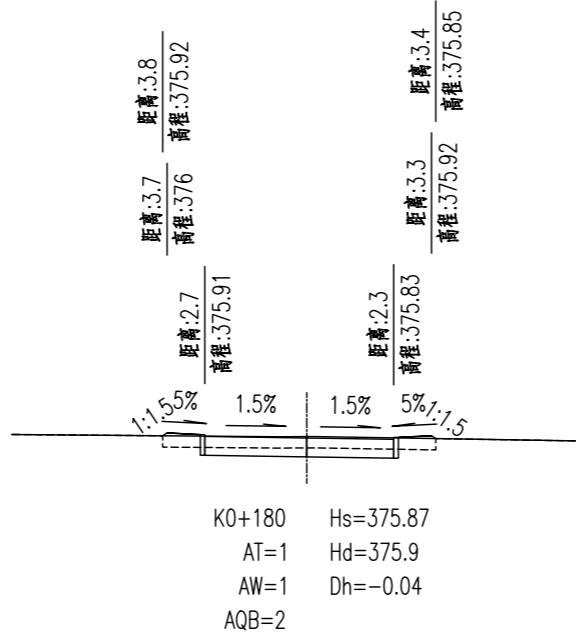 距离:3.8
高程:375.92
距离:3.4
高程:375.85
距离:3.7
高程:376
距离:3.3
高程:375.92
距离:2.7
高程:375.91
距离:2.3
高程:375.83
1:1.5
5%
1.5%
1.5%
5%
1:1.5
K0+180
Hs=375.87
AT=1
Hd=375.9
AW=1
Dh=-0.04
AQB=2